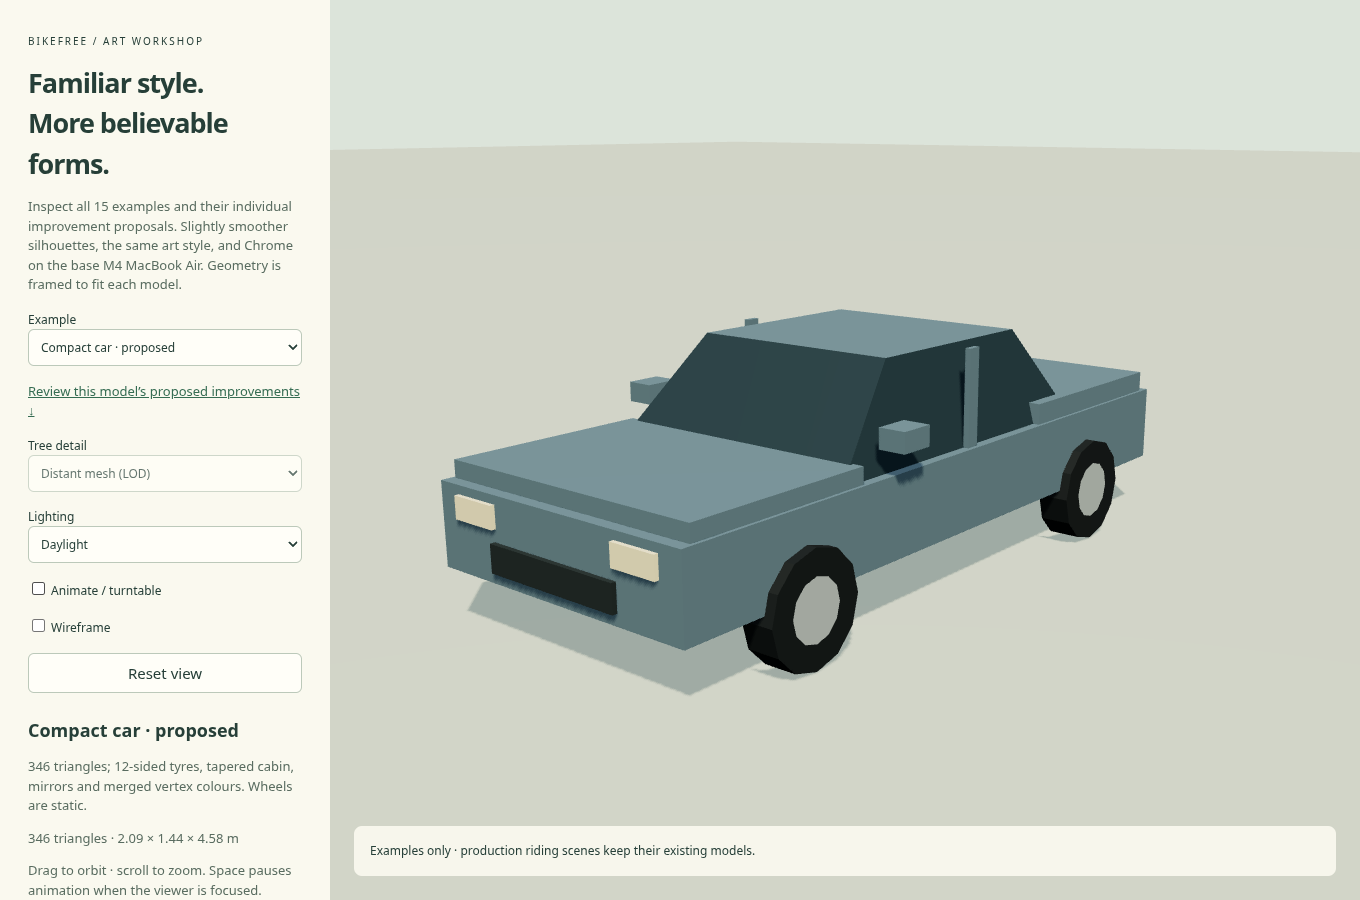 BIKEFREE / ART WORKSHOP
Familiar style.
More believable
forms.
Inspect all 15 examples and their individual
improvement proposals. Slightly smoother
silhouettes, the same art style, and Chrome
on the base M4 MacBook Air. Geometry is
framed to fit each model.
Example
Compact car · proposed
Review this model’s proposed improvements
↓
Tree detail
Distant mesh (LOD)
Lighting
Daylight
Animate / turntable
Wireframe
Reset view
Compact car · proposed
346 triangles; 12-sided tyres, tapered cabin,
mirrors and merged vertex colours. Wheels
are static.
346 triangles · 2.09 × 1.44 × 4.58 m
Drag to orbit · scroll to zoom. Space pauses
animation when the viewer is focused.
Examples only · production riding scenes keep their existing models.